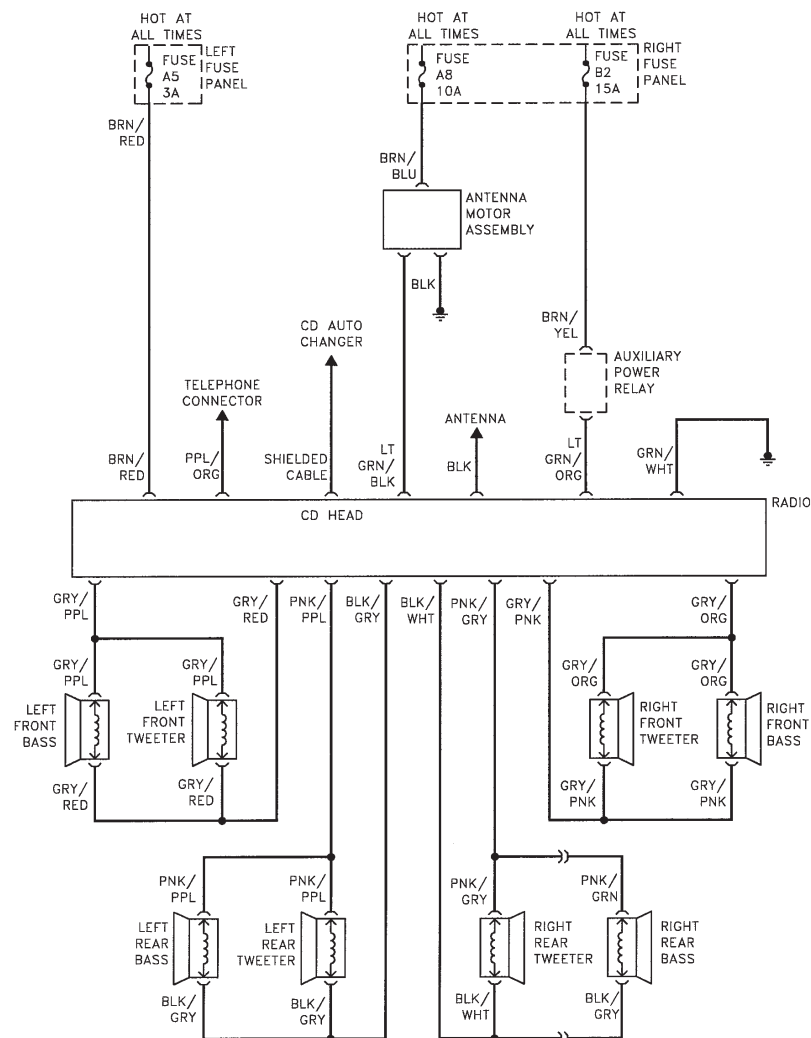 HOT AT
ALL TIMES
HOT AT
ALL TIMES
HOT AT
ALL TIMES
FUSE
A5
3A
LEFT
FUSE
PANEL
FUSE
A8
10A
FUSE
B2
15A
RIGHT
FUSE
PANEL
BRN/
RED
BRN/
BLU
ANTENNA
MOTOR
ASSEMBLY
BLK
BRN/
YEL
CD AUTO
CHANGER
AUXILIARY
POWER
RELAY
TELEPHONE
CONNECTOR
ANTENNA
BRN/
RED
PPL/
ORG
SHIELDED
CABLE
LT
GRN/
BLK
BLK
LT
GRN/
ORG
GRN/
WHT
RADIO
CD HEAD
GRY/
PPL
GRY/
RED
PNK/
PPL
BLK/
GRY
BLK/
WHT
PNK/
GRY
GRY/
PNK
GRY/
ORG
GRY/
PPL
GRY/
PPL
GRY/
ORG
GRY/
ORG
LEFT
FRONT
BASS
LEFT
FRONT
TWEETER
RIGHT
FRONT
TWEETER
RIGHT
FRONT
BASS
GRY/
RED
GRY/
RED
GRY/
PNK
GRY/
PNK
PNK/
PPL
PNK/
PPL
PNK/
GRY
PNK/
GRN
LEFT
REAR
BASS
LEFT
REAR
TWEETER
RIGHT
REAR
TWEETER
RIGHT
REAR
BASS
BLK/
GRY
BLK/
GRY
BLK/
WHT
BLK/
GRY